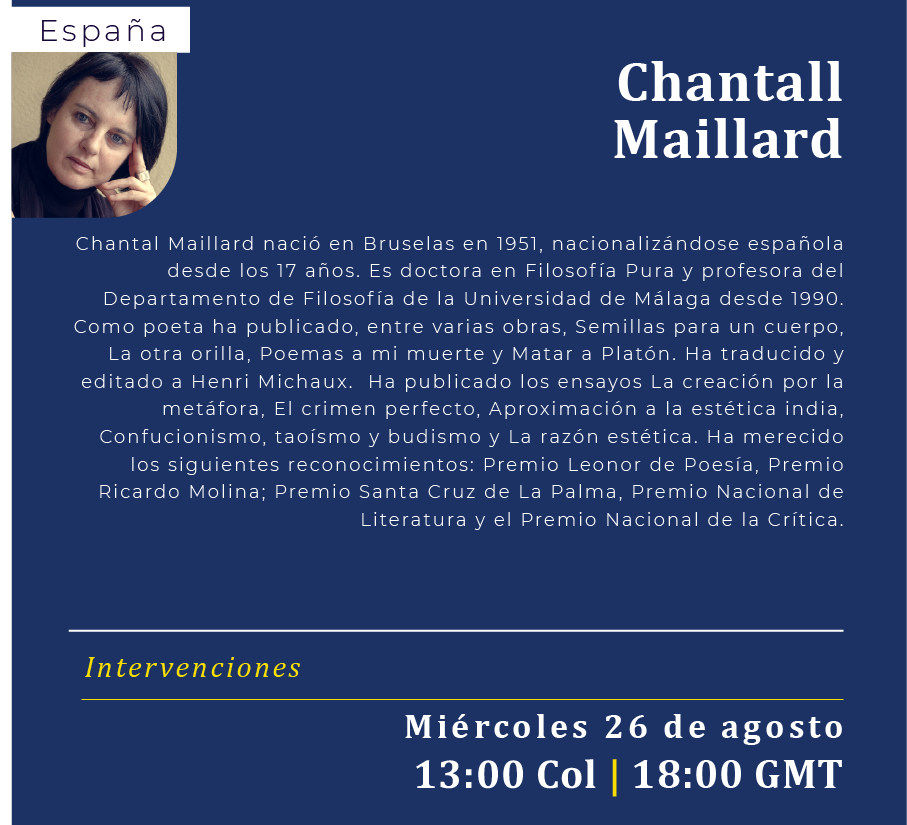 España
Chantall
Maillard
Chantal Maillard nació en Bruselas en 1951, nacionalizándose española
desde los 17 años. Es doctora en Filosofía Pura y profesora del
Departamento de Filosofía de la Universidad de Málaga desde 1990.
Como poeta ha publicado, entre varias obras, Semillas para un cuerpo,
La otra orilla, Poemas a mi muerte y Matar a Platón. Ha traducido y
editado a Henri Michaux.  Ha publicado los ensayos La creación por la
metáfora, El crimen perfecto, Aproximación a la estética india,
Confucionismo, taoísmo y budismo y La razón estética. Ha merecido
los siguientes reconocimientos: Premio Leonor de Poesía, Premio
Ricardo Molina; Premio Santa Cruz de La Palma, Premio Nacional de
Literatura y el Premio Nacional de la Crítica.
Intervenciones
Miércoles 26 de agosto
13:00 Col | 18:00 GMT